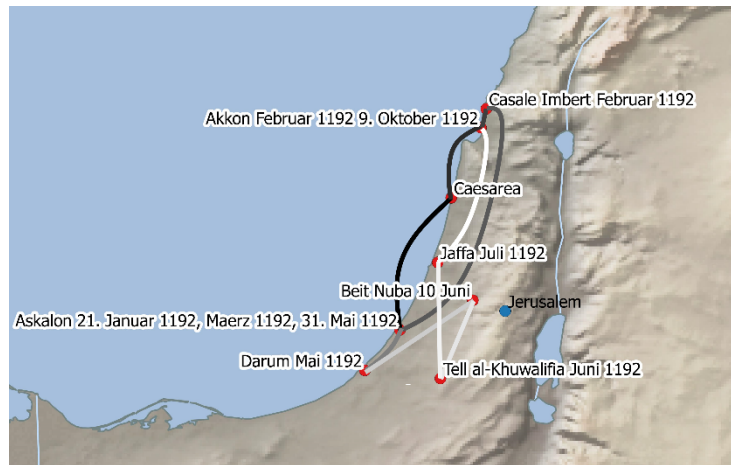 Casale Imbert Februar 1192
Akkon Februar 1192 9. Oktober 1192
Caesarea
Jaffa Juli 1192
Beit Nuba 10 Juni
Jerusalem
Askalon 21. Januar 1192, Maerz 1192, 31. Mai 1192
Darum Mai 1192
Tell al-Khuwalifia Juni 1192